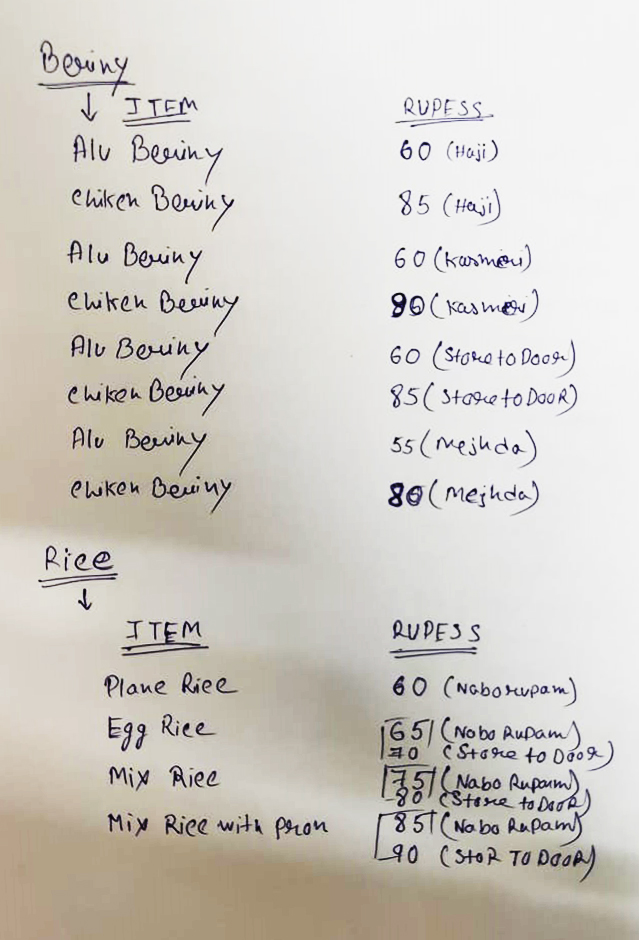 Beriny
↓ ITEM RUPESS
Alu Beriny 60 (Haji)
Chiken Beriny 85 (Haji)
Alu Beriny 60 (Kasmeri)
Chiken Beriny (Kasmeri)
Alu Beriny 60 (Store to Door)
Chiken Beriny 85 (Store to DooR)
Alu Beriny 55 (Mejhda)
Chiken Beriny (Mejhda)
Rice
↓
ITEM RUPESS
Plane Rice 60 (Naborupam)
Egg Rice 65 (Nabo Rupam)
70 (Store to Door)
Mix Rice 75 (Nabo Rupam)
80 (Store to DooR)
Mix Rice with pron 85 (Nabo Rupam)
90 (StoR TO DooR)